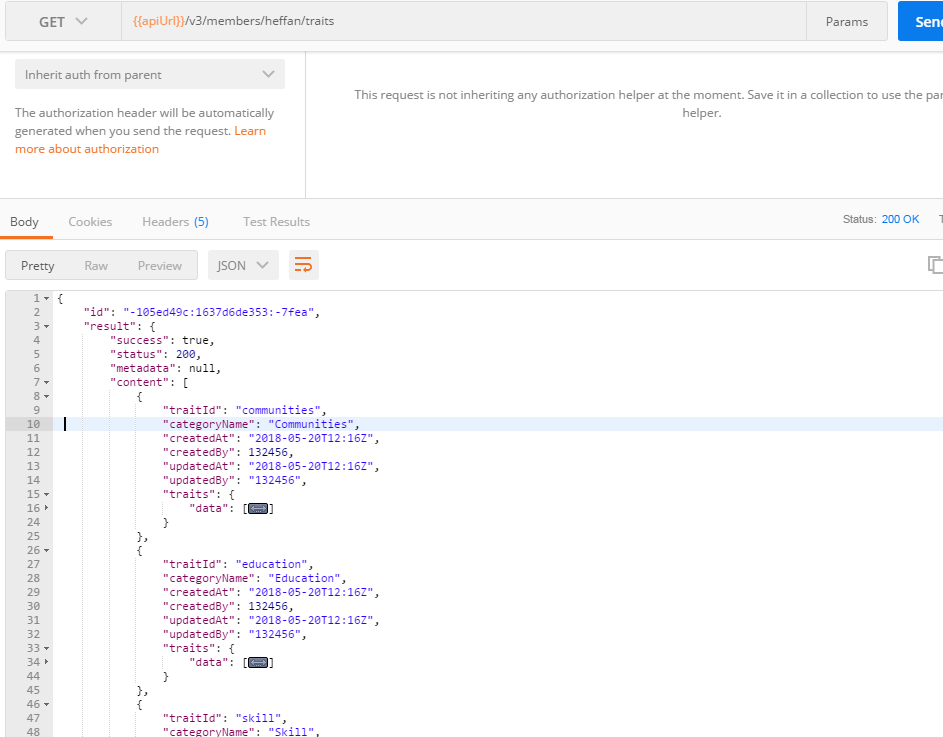 GET {{apiUrl}}/v3/members/heffan/traits Params Send
Inherit auth from parent
The authorization header will be automatically
generated when you send the request. Learn
more about authorization
This request is not inheriting any authorization helper at the moment. Save it in a collection to use the par
helper.
Body Cookies Headers (5) Test Results Status: 200 OK T
Pretty Raw Preview JSON
1 {
2 "id": "-105ed49c:1637d6de353:-7fea",
3 "result": {
4 "success": true,
5 "status": 200,
6 "metadata": null,
7 "content": [
8 {
9 "traitId": "communities",
10 "categoryName": "Communities",
11 "createdAt": "2018-05-20T12:16Z",
12 "createdBy": 132456,
13 "updatedAt": "2018-05-20T12:16Z",
14 "updatedBy": "132456",
15 "traits": {
16 "data": []
24 }
25 },
26 {
27 "traitId": "education",
28 "categoryName": "Education",
29 "createdAt": "2018-05-20T12:16Z",
30 "createdBy": 132456,
31 "updatedAt": "2018-05-20T12:16Z",
32 "updatedBy": "132456",
33 "traits": {
34 "data": []
44 }
45 },
46 {
47 "traitId": "skill",
48 "categoryName": "Skill",